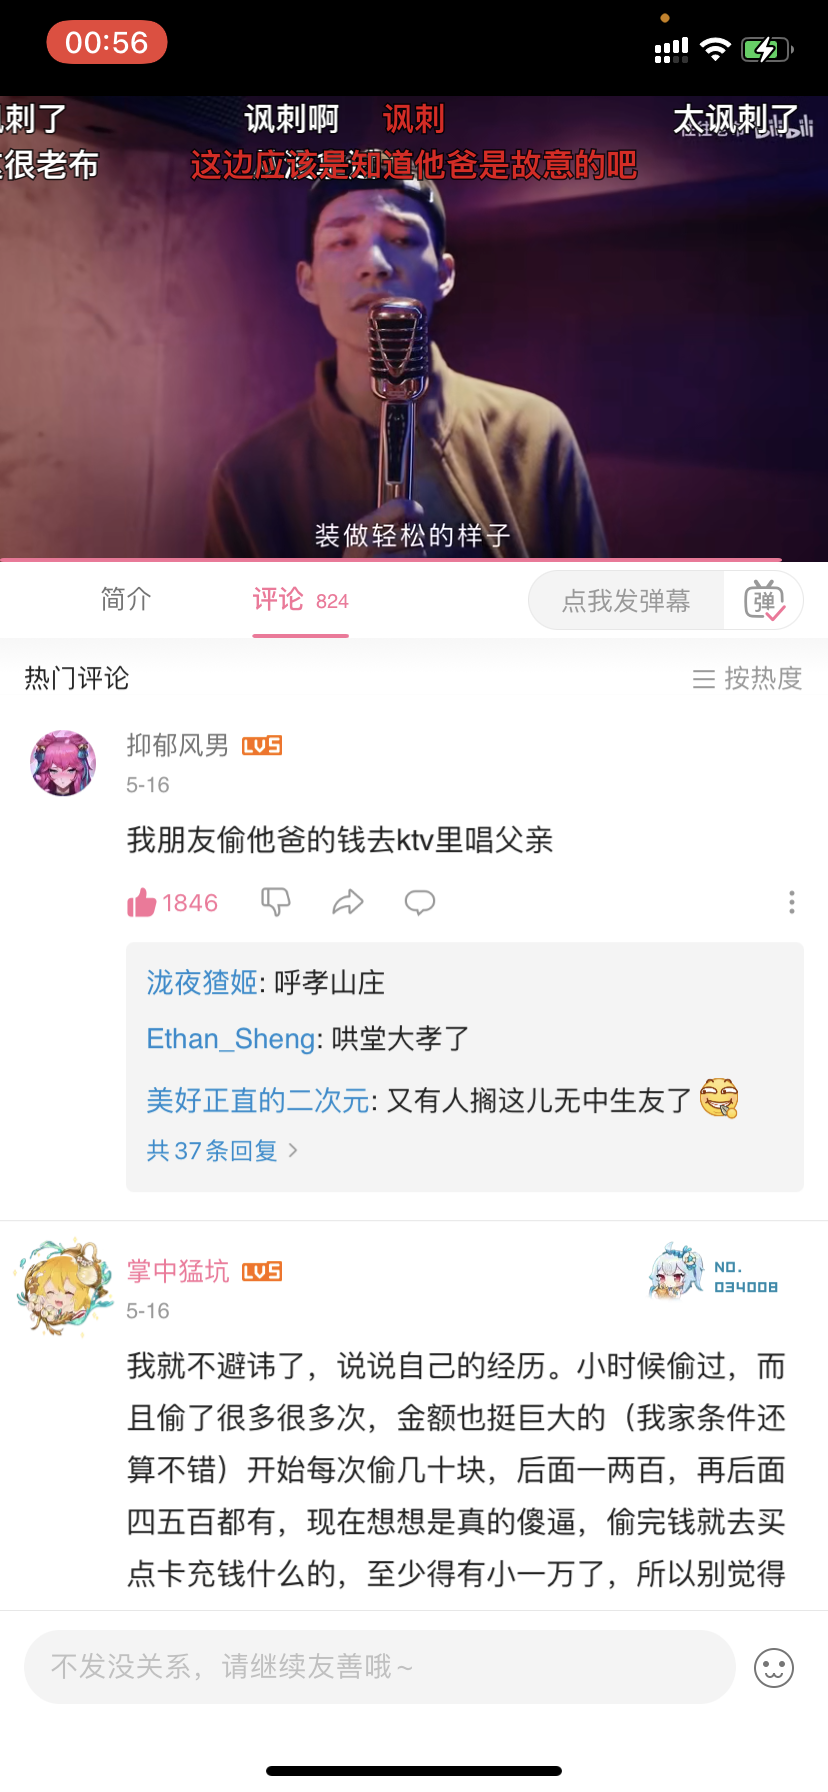 00:56
讽刺了
讽刺啊
讽刺
太讽刺了
bilibili
很老布
这边应该是知道他爸是故意的吧
装做轻松的样子
简介
评论 824
点我发弹幕
弹
热门评论
按热度
抑郁风男 LV5
5-16
我朋友偷他爸的钱去ktv里唱父亲
1846
泷夜猹姬: 呼孝山庄
Ethan_Sheng: 哄堂大孝了
美好正直的二次元: 又有人搁这儿无中生友了
共37条回复
掌中猛坑 LV5
NO.
034008
5-16
我就不避讳了，说说自己的经历。小时候偷过，而
且偷了很多很多次，金额也挺巨大的（我家条件还
算不错）开始每次偷几十块，后面一两百，再后面
四五百都有，现在想想是真的傻逼，偷完钱就去买
点卡充钱什么的，至少得有小一万了，所以别觉得
不发没关系，请继续友善哦~